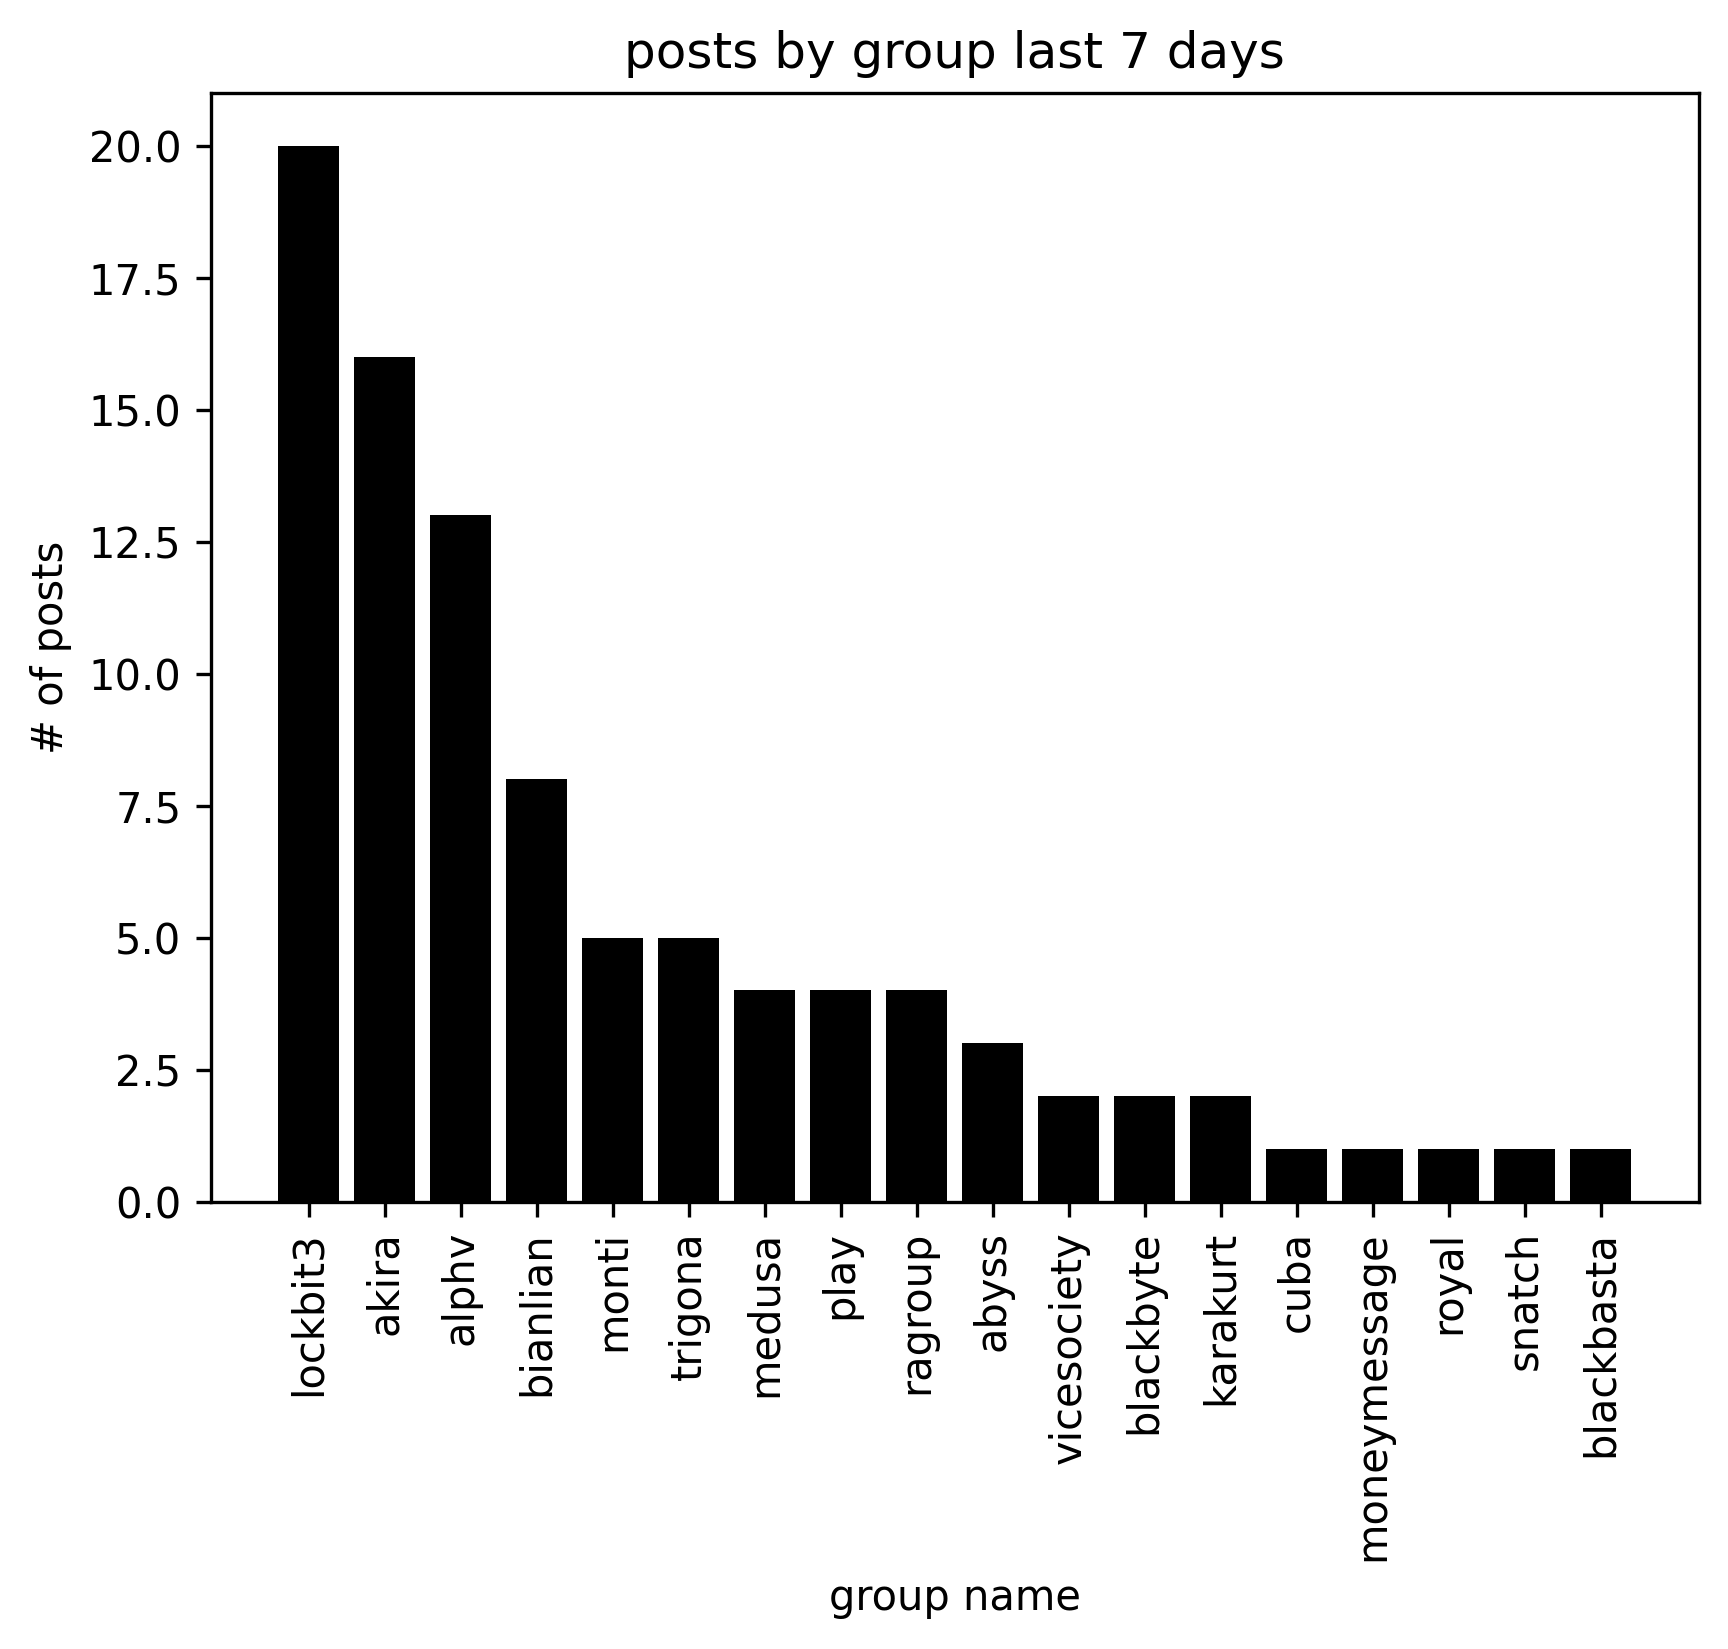 posts by group last 7 days
# of posts
20.0
17.5
15.0
12.5
10.0
7.5
5.0
2.5
0.0
lockbit3
akira
alphv
bianlian
monti
trigona
medusa
play
ragroup
abyss
vicesociety
blackbyte
karakurt
cuba
moneymessage
royal
snatch
blackbasta
group name